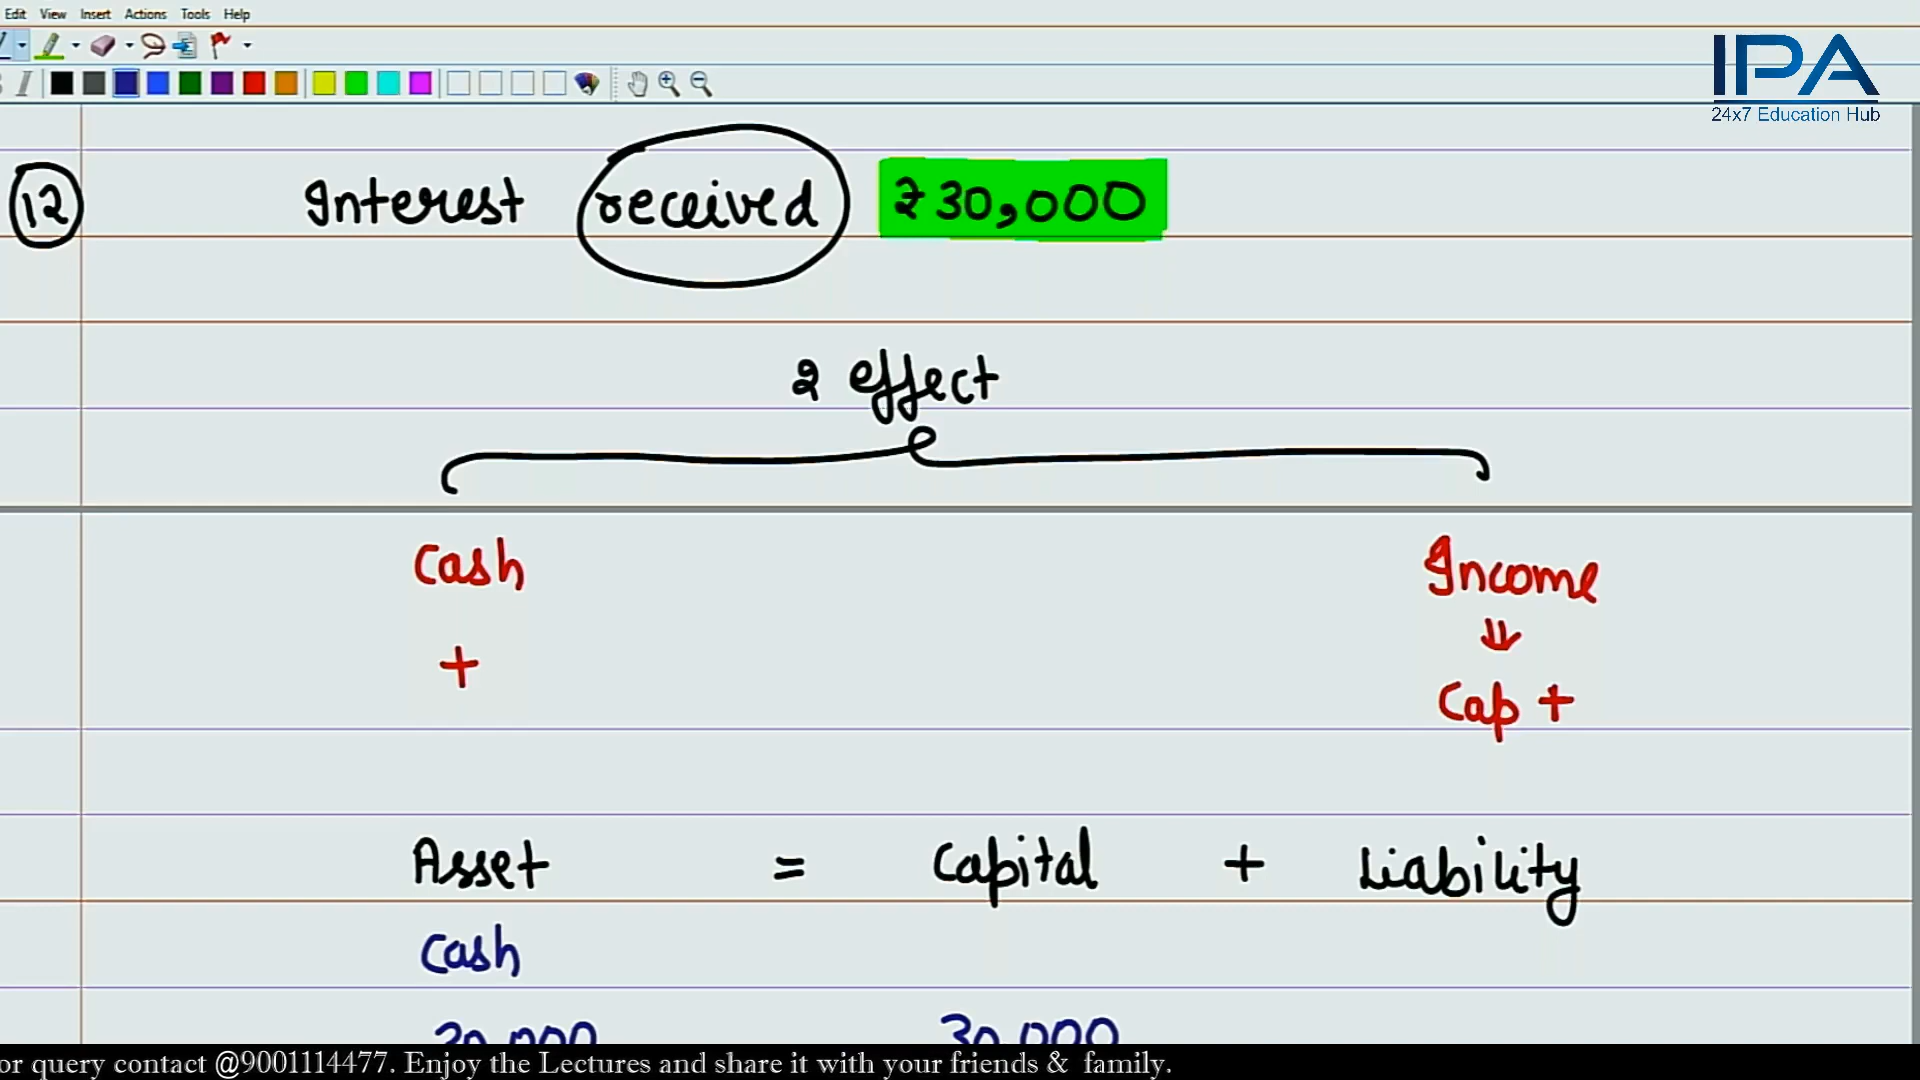 Edit View Insert Actions Tools Help
IPA
24x7 Education Hub
12 Interest received ₹30,000
2 effect
Cash Income
+ ⇓
Cap +
Asset = Capital + Liability
Cash
30,000 30,000
or query contact @9001114477. Enjoy the Lectures and share it with your friends & family.